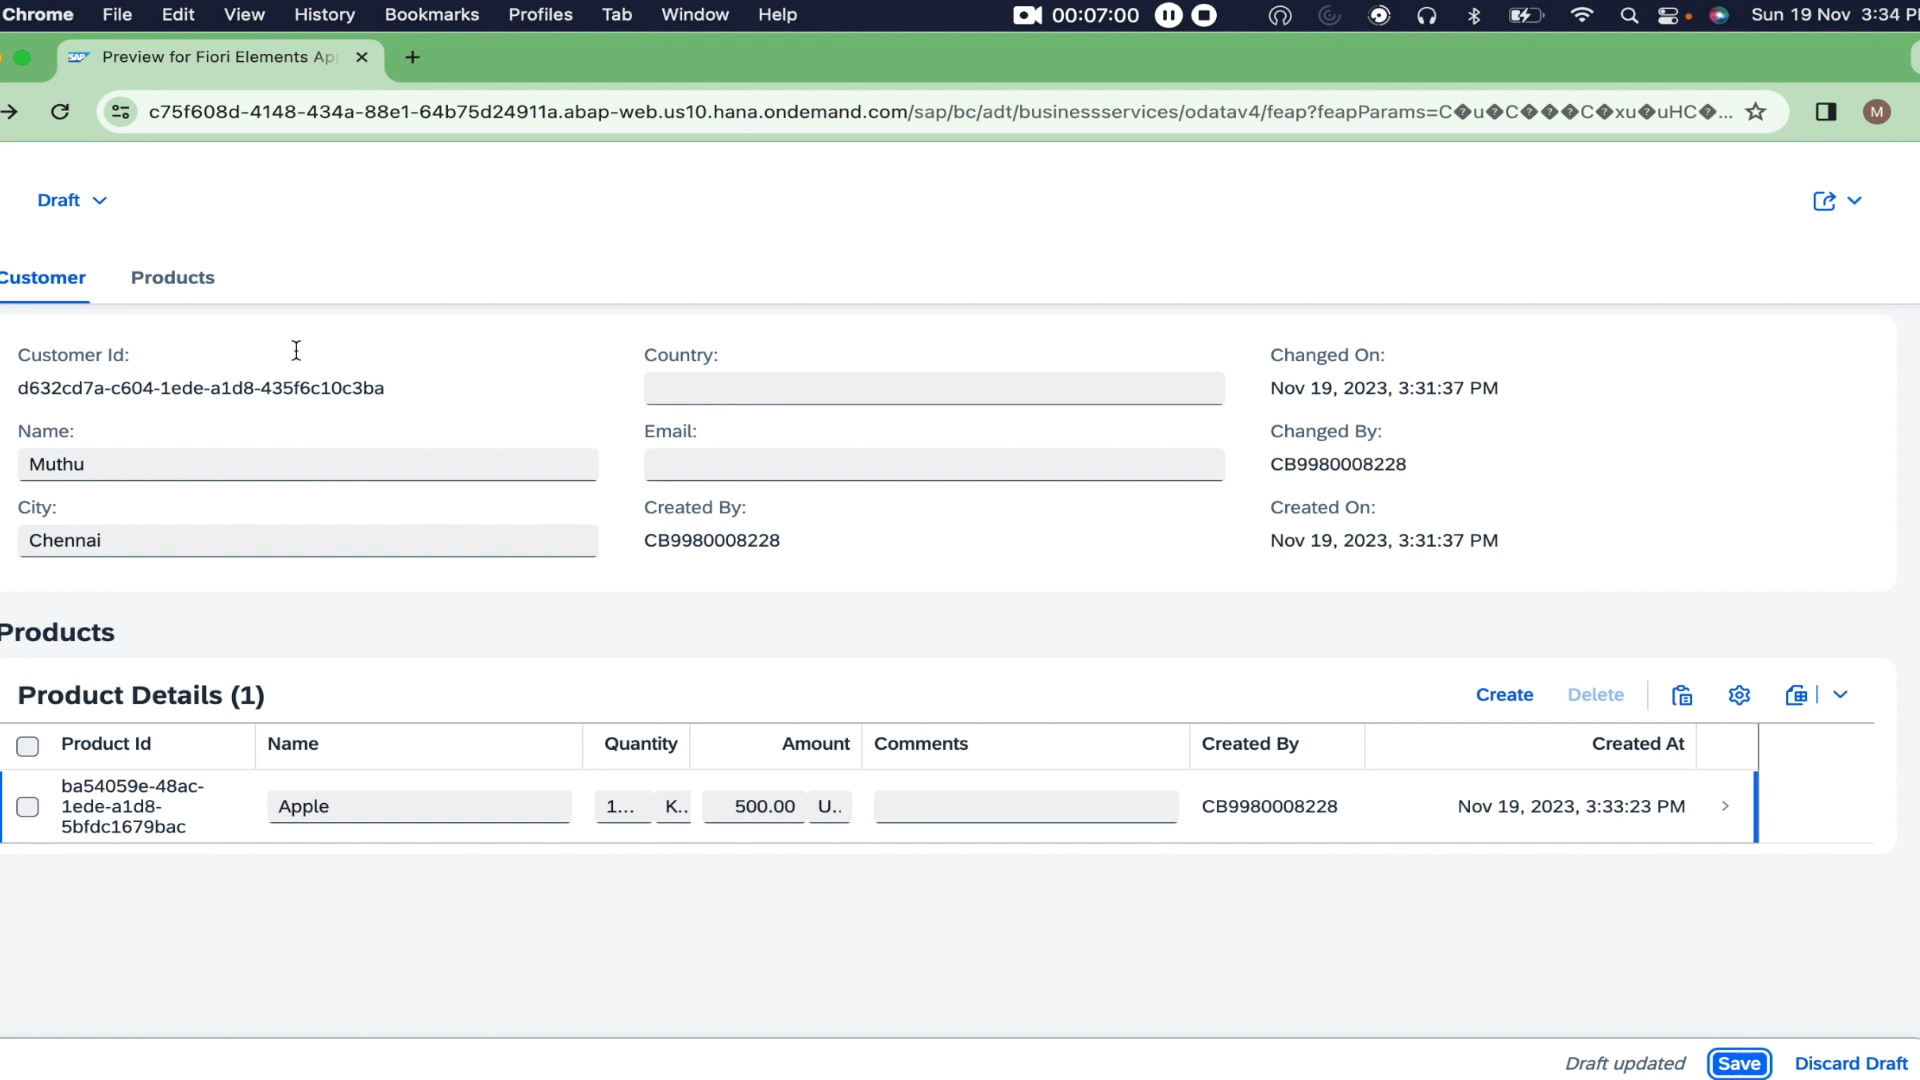 Chrome File Edit View History Bookmarks Profiles Tab Window Help 00:07:00 Sun 19 Nov 3:34 P
SAP Preview for Fiori Elements Ap
c75f608d-4148-434a-88e1-64b75d24911a.abap-web.us10.hana.ondemand.com/sap/bc/adt/businessservices/odatav4/feap?feapParams=C�u�C���C�xu�uHC�... M
Draft
Customer Products
Customer Id: Country: Changed On:
d632cd7a-c604-1ede-a1d8-435f6c10c3ba Nov 19, 2023, 3:31:37 PM
Name: Email: Changed By:
Muthu CB9980008228
City: Created By: Created On:
Chennai CB9980008228 Nov 19, 2023, 3:31:37 PM
Products
Product Details (1) Create Delete
Product Id Name Quantity Amount Comments Created By Created At
ba54059e-48ac-
1ede-a1d8- Apple 1... K.. 500.00 U.. CB9980008228 Nov 19, 2023, 3:33:23 PM
5bfdc1679bac
Draft updated Save Discard Draft